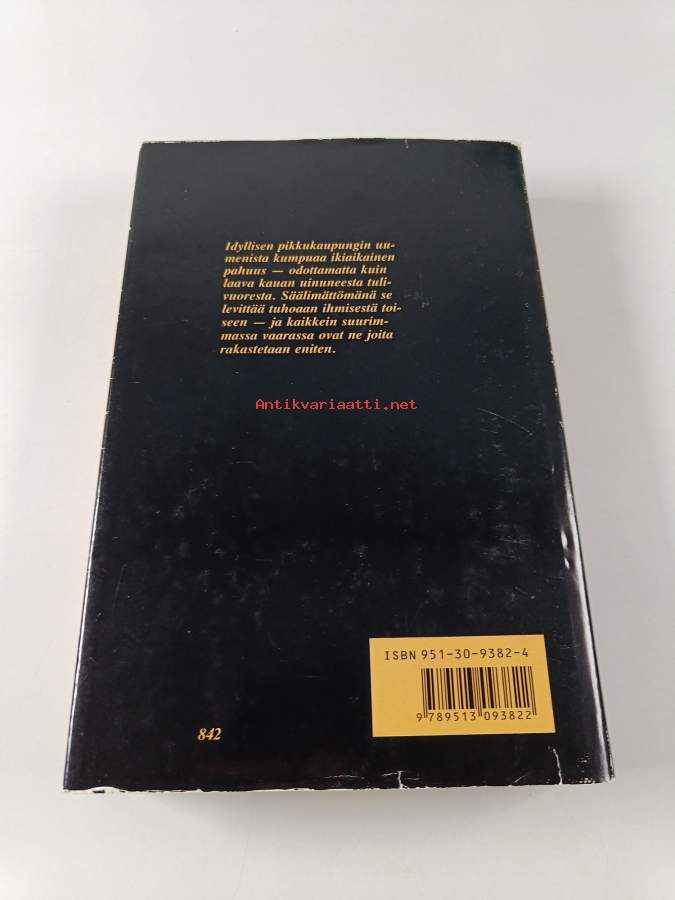 Idyllisen pikkukaupungin uu-
menista kumpuaa ikiaikainen
pahuus — odottamatta kuin
laava kauan uinuneesta tuli-
vuoresta. Säälimättömänä se
levittää tuhoaan ihmisestä toi-
seen — ja kaikkein suurim-
massa vaarassa ovat ne joita
rakastetaan eniten.
Antikvariaatti.net
ISBN 951-30-9382-4
9 789513 093822
842